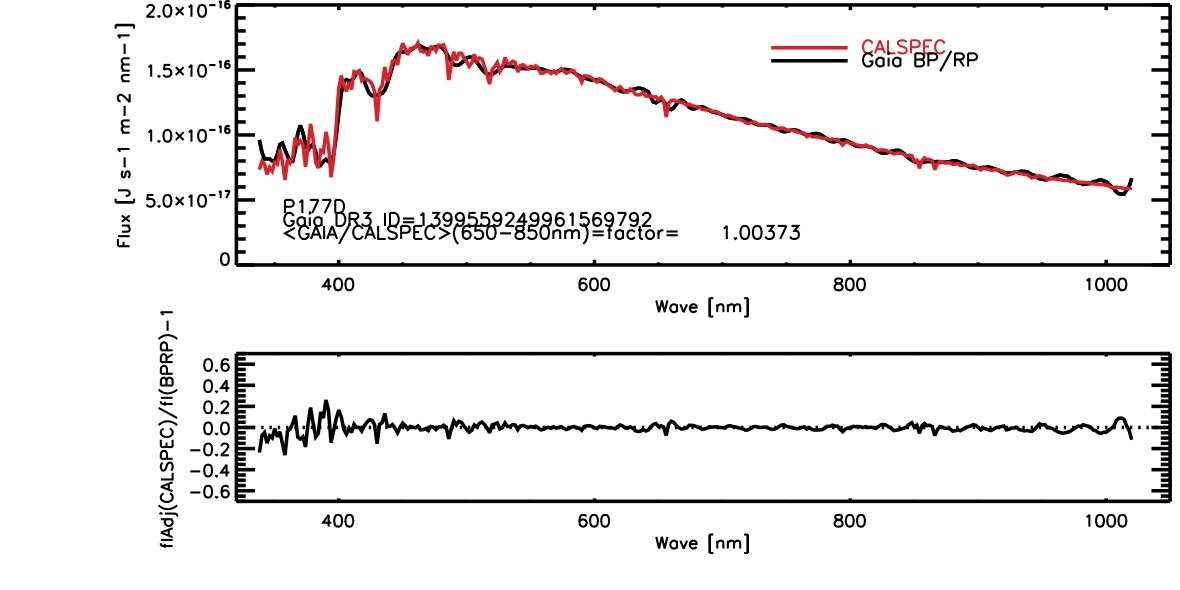 2.0×10−16
1.5×10−16
1.0×10−16
5.0×10−17
0
Flux [J s−1 m−2 nm−1]
CALSPEC
Gaia BP/RP
P177D
Gaia DR3 ID=1399559249961569792
<GAIA/CALSPEC>(650−850nm)=factor= 1.00373
400 600 800 1000
Wave [nm]
flAdj(CALSPEC)/fl(BPRP)−1
0.6
0.4
0.2
0.0
−0.2
−0.4
−0.6
400 600 800 1000
Wave [nm]